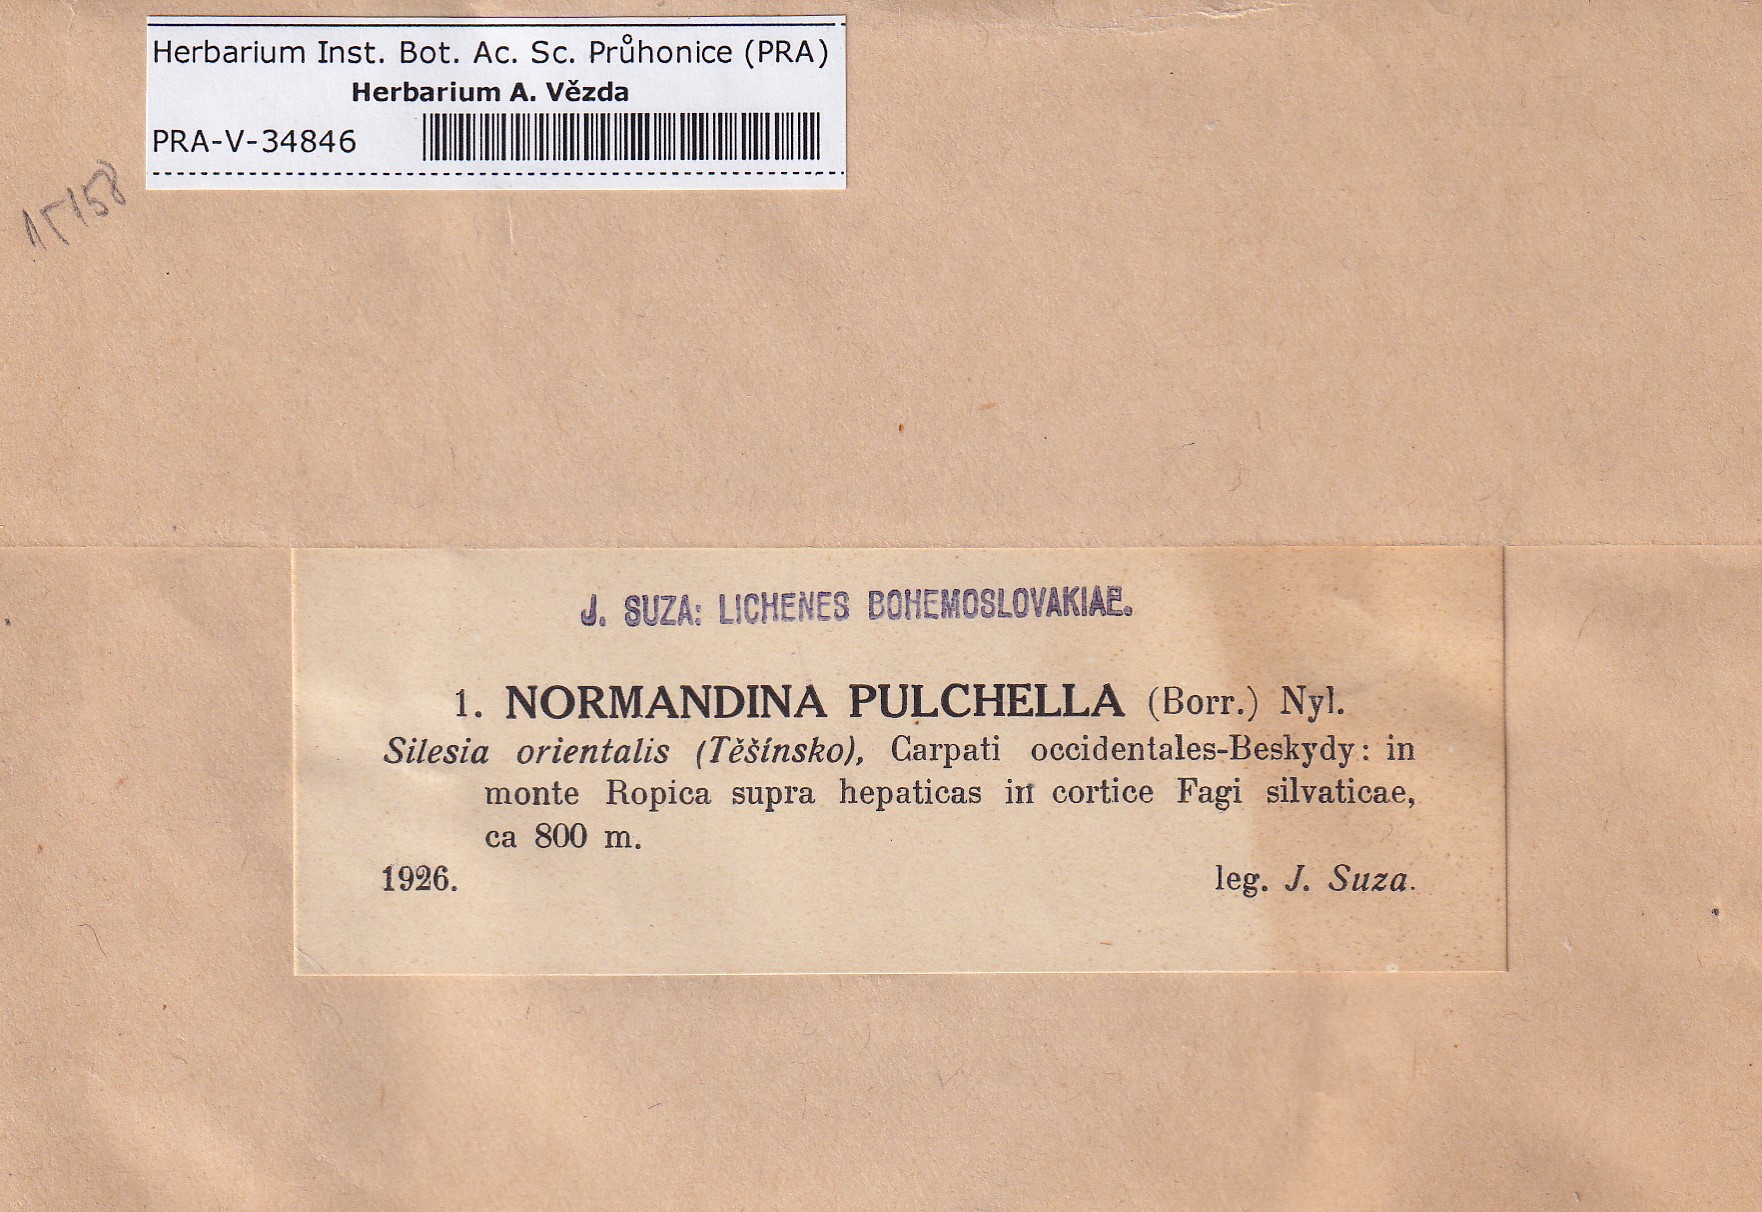 Herbarium Inst. Bot. Ac. Sc. Průhonice (PRA)
Herbarium A. Vězda
PRA-V-34846
15158
J. SUZA: LICHENES BOHEMOSLOVAKIAE.
1. NORMANDINA PULCHELLA (Borr.) Nyl.
Silesia orientalis (Těšínsko), Carpati occidentales-Beskydy: in
monte Ropica supra hepaticas in cortice Fagi silvaticae,
ca 800 m.
1926. leg. J. Suza.